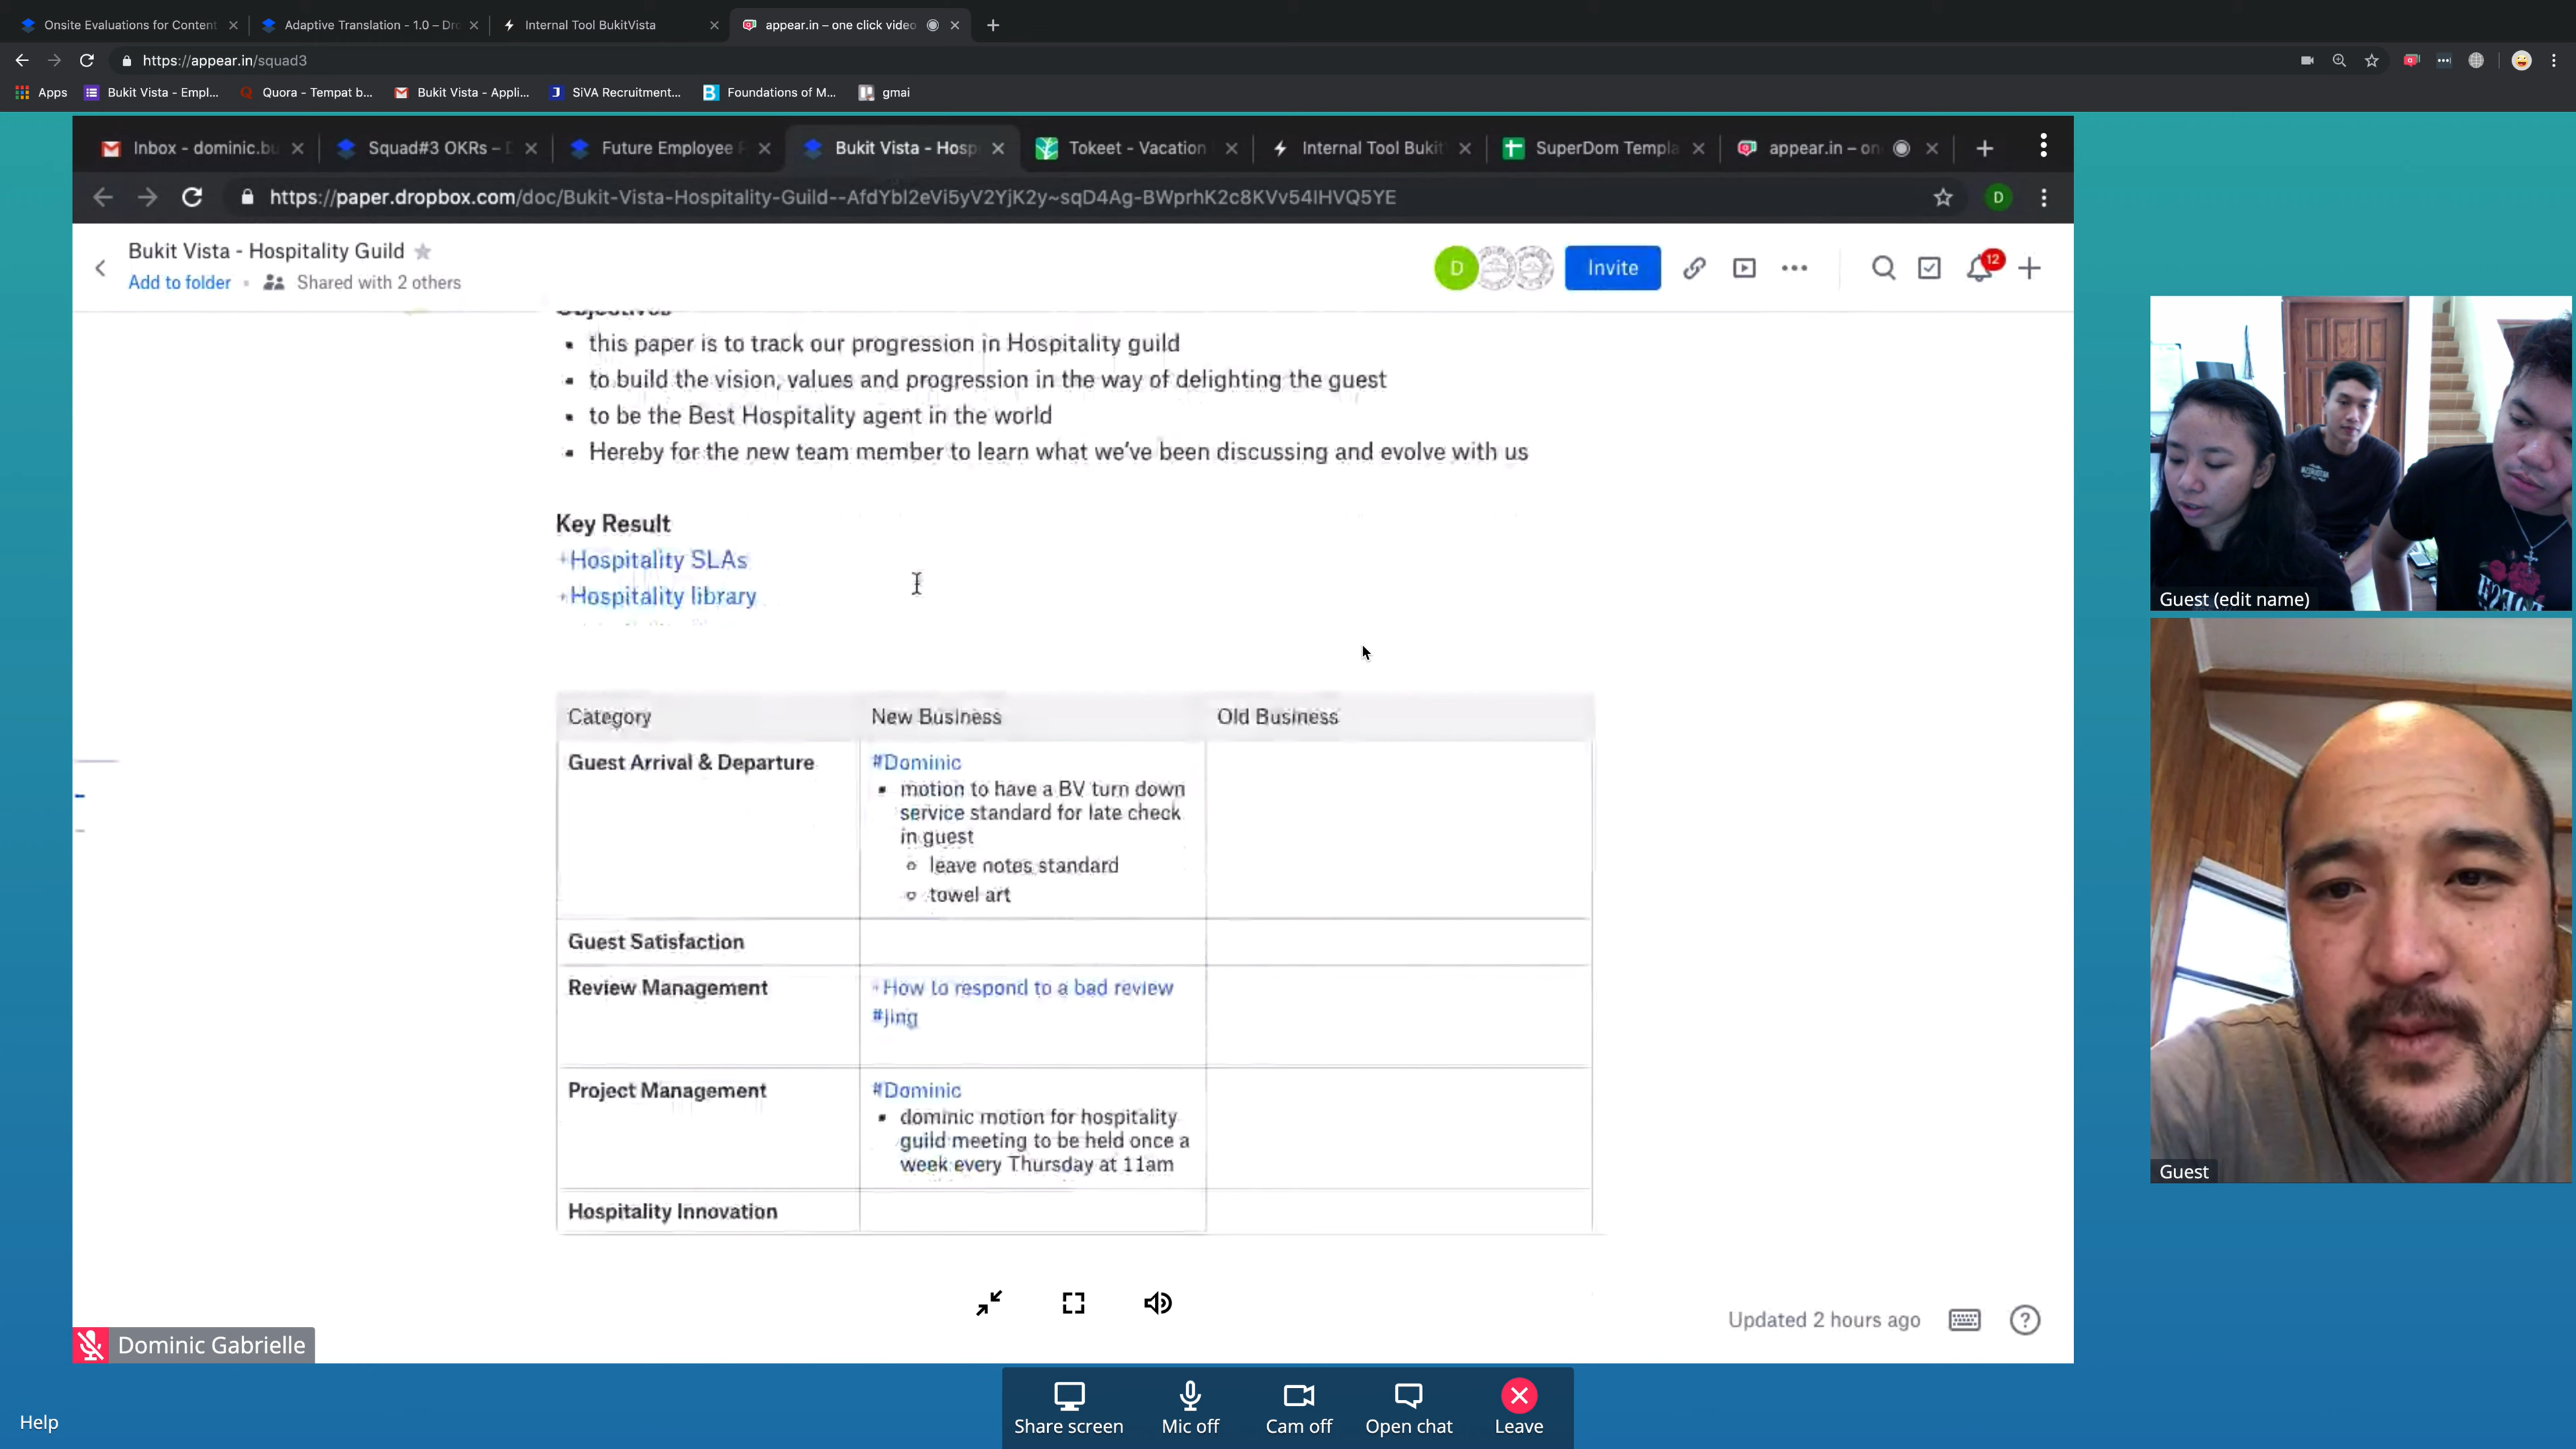 Onsite Evaluations for Content
Adaptive Translation - 1.0 – Dro
Internal Tool BukitVista
appear.in – one click video
https://appear.in/squad3
Apps
Bukit Vista - Empl...
Quora - Tempat b...
Bukit Vista - Appli...
SiVA Recruitment...
Foundations of M...
gmai
Inbox - dominic.bu
Squad#3 OKRs – D
Future Employee
Bukit Vista - Hosp
Tokeet - Vacation
Internal Tool Bukit
SuperDom Templa
appear.in – on
https://paper.dropbox.com/doc/Bukit-Vista-Hospitality-Guild--AfdYbI2eVi5yV2YjK2y~sqD4Ag-BWprhK2c8KVv54IHVQ5YE
D
Bukit Vista - Hospitality Guild
Add to folder
Shared with 2 others
D
Invite
12
Objectives
this paper is to track our progression in Hospitality guild
to build the vision, values and progression in the way of delighting the guest
to be the Best Hospitality agent in the world
Hereby for the new team member to learn what we've been discussing and evolve with us
Key Result
+Hospitality SLAs
+Hospitality library
Category
New Business
Old Business
Guest Arrival & Departure
#Dominic
motion to have a BV turn down
service standard for late check
in guest
leave notes standard
towel art
Guest Satisfaction
Review Management
+How to respond to a bad review
#jing
Project Management
#Dominic
dominic motion for hospitality
guild meeting to be held once a
week every Thursday at 11am
Hospitality Innovation
Updated 2 hours ago
Dominic Gabrielle
Guest (edit name)
Guest
Help
Share screen
Mic off
Cam off
Open chat
Leave